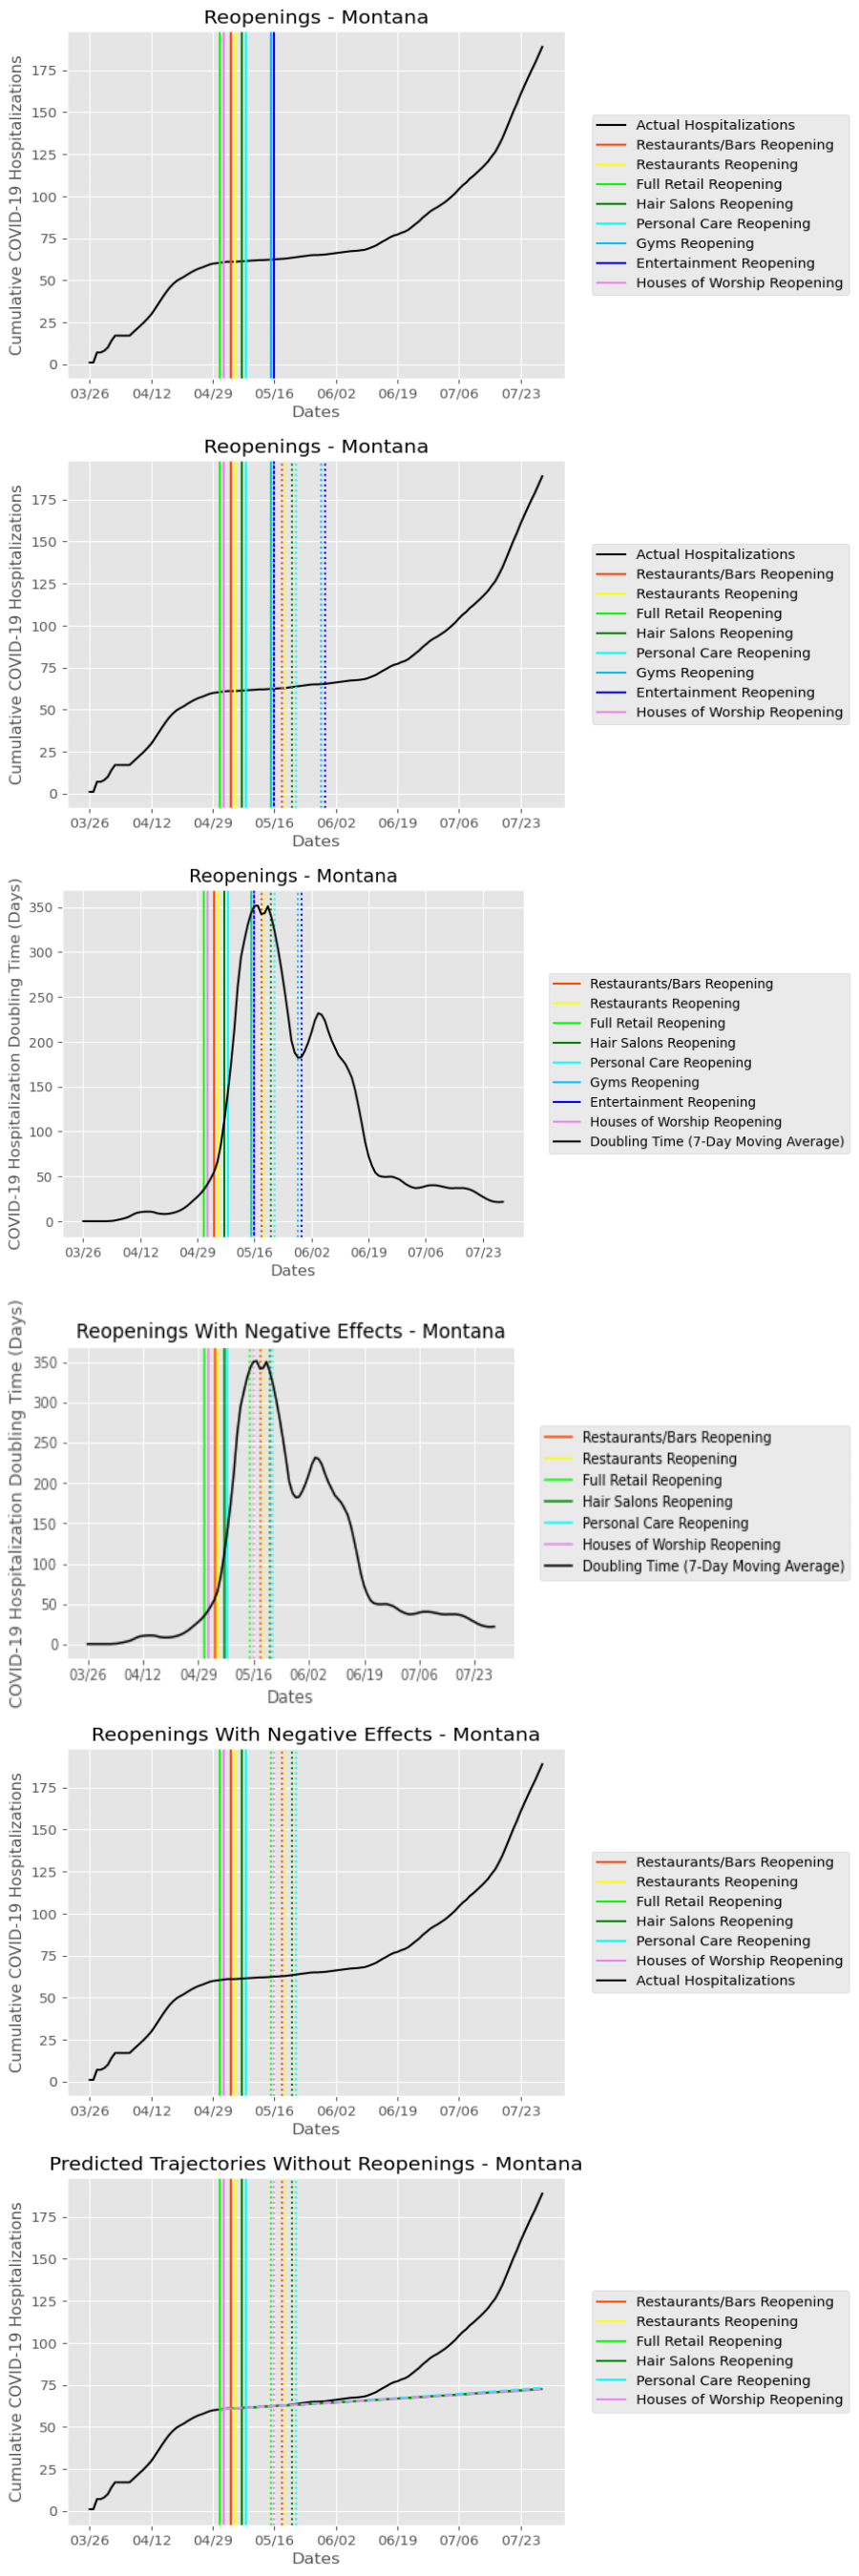 Reopenings - Montana
Cumulative COVID-19 Hospitalizations
175
150
125
100
75
50
25
0
03/26 04/12 04/29 05/16 06/02 06/19 07/06 07/23
Dates
Actual Hospitalizations
Restaurants/Bars Reopening
Restaurants Reopening
Full Retail Reopening
Hair Salons Reopening
Personal Care Reopening
Gyms Reopening
Entertainment Reopening
Houses of Worship Reopening
Reopenings - Montana
Cumulative COVID-19 Hospitalizations
175
150
125
100
75
50
25
0
03/26 04/12 04/29 05/16 06/02 06/19 07/06 07/23
Dates
Actual Hospitalizations
Restaurants/Bars Reopening
Restaurants Reopening
Full Retail Reopening
Hair Salons Reopening
Personal Care Reopening
Gyms Reopening
Entertainment Reopening
Houses of Worship Reopening
Reopenings - Montana
COVID-19 Hospitalization Doubling Time (Days)
350
300
250
200
150
100
50
0
03/26 04/12 04/29 05/16 06/02 06/19 07/06 07/23
Dates
Restaurants/Bars Reopening
Restaurants Reopening
Full Retail Reopening
Hair Salons Reopening
Personal Care Reopening
Gyms Reopening
Entertainment Reopening
Houses of Worship Reopening
Doubling Time (7-Day Moving Average)
Reopenings With Negative Effects - Montana
COVID-19 Hospitalization Doubling Time (Days)
350
300
250
200
150
100
50
0
03/26 04/12 04/29 05/16 06/02 06/19 07/06 07/23
Dates
Restaurants/Bars Reopening
Restaurants Reopening
Full Retail Reopening
Hair Salons Reopening
Personal Care Reopening
Houses of Worship Reopening
Doubling Time (7-Day Moving Average)
Reopenings With Negative Effects - Montana
Cumulative COVID-19 Hospitalizations
175
150
125
100
75
50
25
0
03/26 04/12 04/29 05/16 06/02 06/19 07/06 07/23
Dates
Restaurants/Bars Reopening
Restaurants Reopening
Full Retail Reopening
Hair Salons Reopening
Personal Care Reopening
Houses of Worship Reopening
Actual Hospitalizations
Predicted Trajectories Without Reopenings - Montana
Cumulative COVID-19 Hospitalizations
175
150
125
100
75
50
25
0
03/26 04/12 04/29 05/16 06/02 06/19 07/06 07/23
Dates
Restaurants/Bars Reopening
Restaurants Reopening
Full Retail Reopening
Hair Salons Reopening
Personal Care Reopening
Houses of Worship Reopening